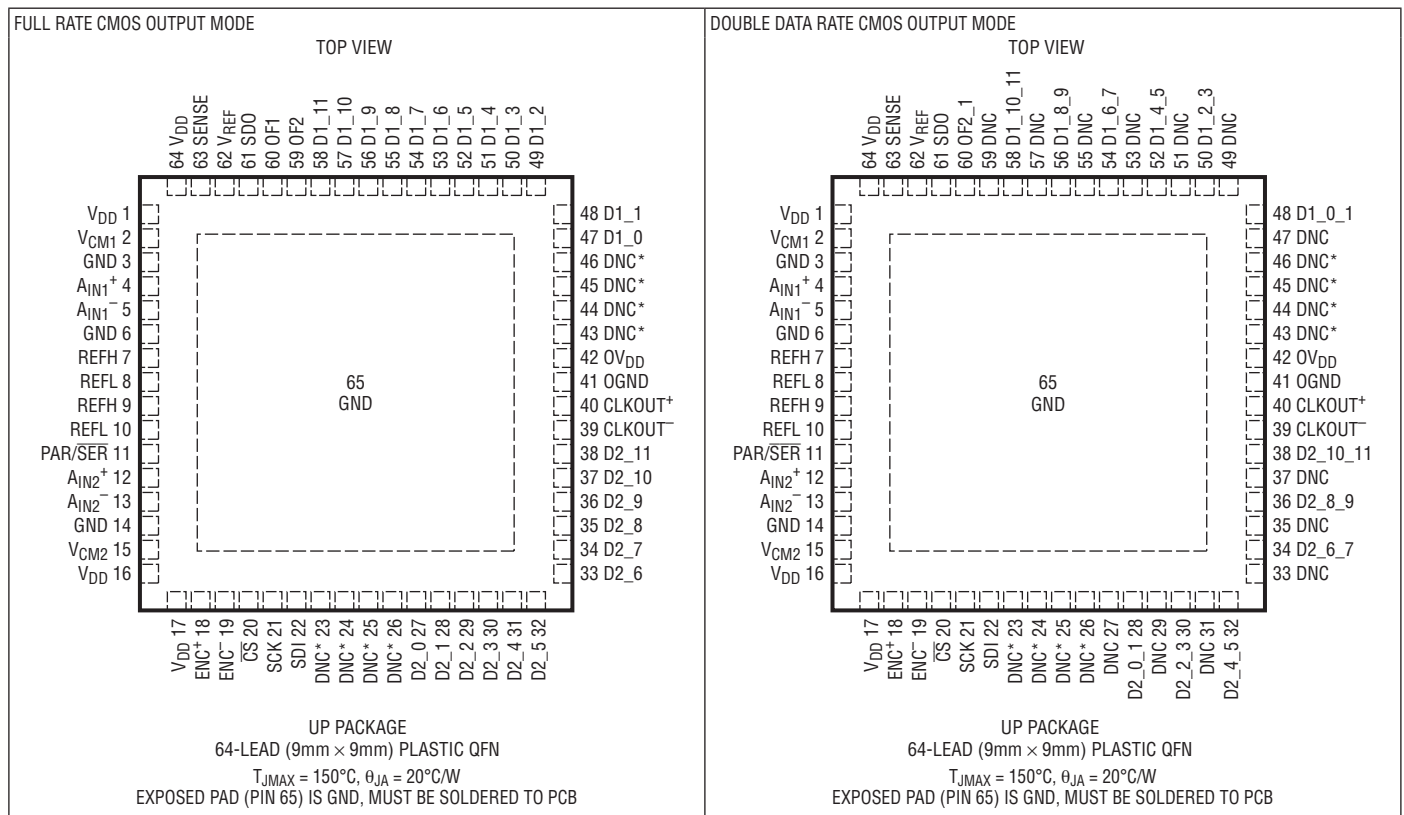 FULL RATE CMOS OUTPUT MODE
TOP VIEW
64 VDD
63 SENSE
62 VREF
61 SDO
60 OF1
59 OF2
58 D1_11
57 D1_10
56 D1_9
55 D1_8
54 D1_7
53 D1_6
52 D1_5
51 D1_4
50 D1_3
49 D1_2
VDD 1
VCM1 2
GND 3
AIN1+ 4
AIN1– 5
GND 6
REFH 7
REFL 8
REFH 9
REFL 10
PAR/SER 11
AIN2+ 12
AIN2– 13
GND 14
VCM2 15
VDD 16
65
GND
48 D1_1
47 D1_0
46 DNC*
45 DNC*
44 DNC*
43 DNC*
42 OVDD
41 OGND
40 CLKOUT+
39 CLKOUT–
38 D2_11
37 D2_10
36 D2_9
35 D2_8
34 D2_7
33 D2_6
VDD 17
ENC+ 18
ENC– 19
CS 20
SCK 21
SDI 22
DNC* 23
DNC* 24
DNC* 25
DNC* 26
D2_0 27
D2_1 28
D2_2 29
D2_3 30
D2_4 31
D2_5 32
UP PACKAGE
64-LEAD (9mm × 9mm) PLASTIC QFN
TJMAX = 150°C, θJA = 20°C/W
EXPOSED PAD (PIN 65) IS GND, MUST BE SOLDERED TO PCB
DOUBLE DATA RATE CMOS OUTPUT MODE
TOP VIEW
64 VDD
63 SENSE
62 VREF
61 SDO
60 OF2_1
59 DNC
58 D1_10_11
57 DNC
56 D1_8_9
55 DNC
54 D1_6_7
53 DNC
52 D1_4_5
51 DNC
50 D1_2_3
49 DNC
VDD 1
VCM1 2
GND 3
AIN1+ 4
AIN1– 5
GND 6
REFH 7
REFL 8
REFH 9
REFL 10
PAR/SER 11
AIN2+ 12
AIN2– 13
GND 14
VCM2 15
VDD 16
65
GND
48 D1_0_1
47 DNC
46 DNC*
45 DNC*
44 DNC*
43 DNC*
42 OVDD
41 OGND
40 CLKOUT+
39 CLKOUT–
38 D2_10_11
37 DNC
36 D2_8_9
35 DNC
34 D2_6_7
33 DNC
VDD 17
ENC+ 18
ENC– 19
CS 20
SCK 21
SDI 22
DNC* 23
DNC* 24
DNC* 25
DNC* 26
DNC 27
D2_0_1 28
DNC 29
D2_2_3 30
DNC 31
D2_4_5 32
UP PACKAGE
64-LEAD (9mm × 9mm) PLASTIC QFN
TJMAX = 150°C, θJA = 20°C/W
EXPOSED PAD (PIN 65) IS GND, MUST BE SOLDERED TO PCB